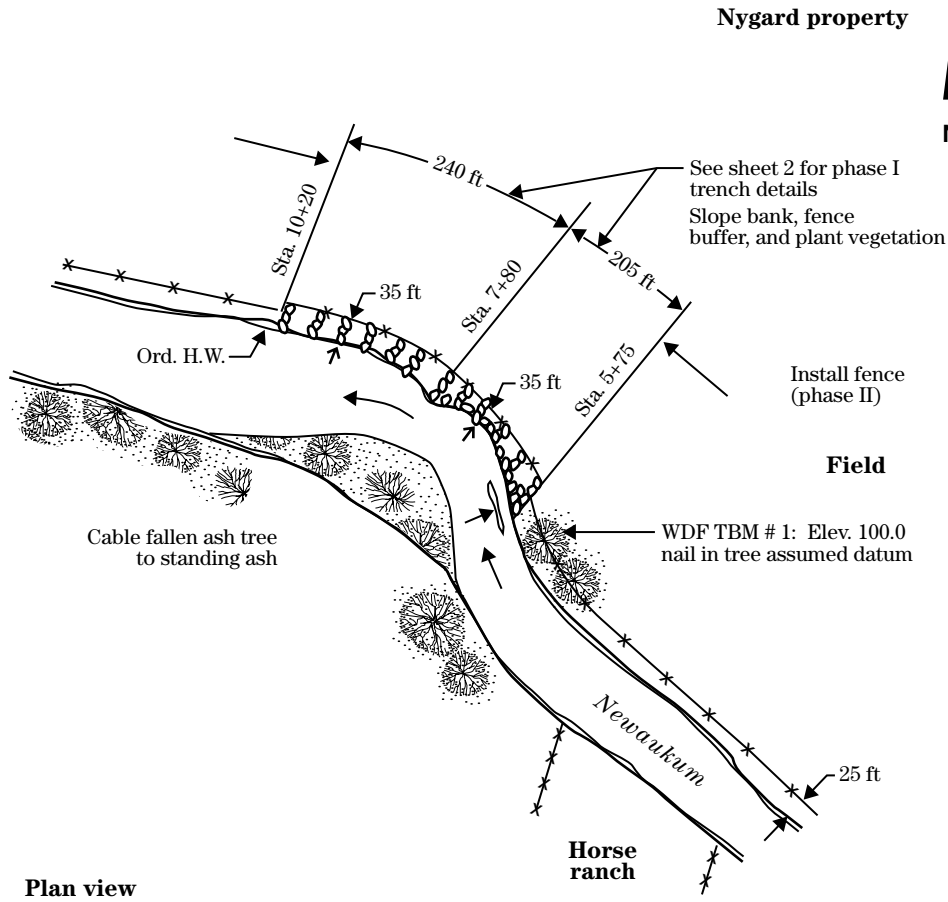 Nygard property
N
240 ft
See sheet 2 for phase I
trench details
Slope bank, fence
buffer, and plant vegetation
Sta. 10+20
Sta. 7+80
205 ft
35 ft
Ord. H.W.
35 ft
Sta. 5+75
Install fence
(phase II)
Field
Cable fallen ash tree
to standing ash
WDF TBM # 1: Elev. 100.0
nail in tree assumed datum
Newaukum
25 ft
Horse
ranch
Plan view